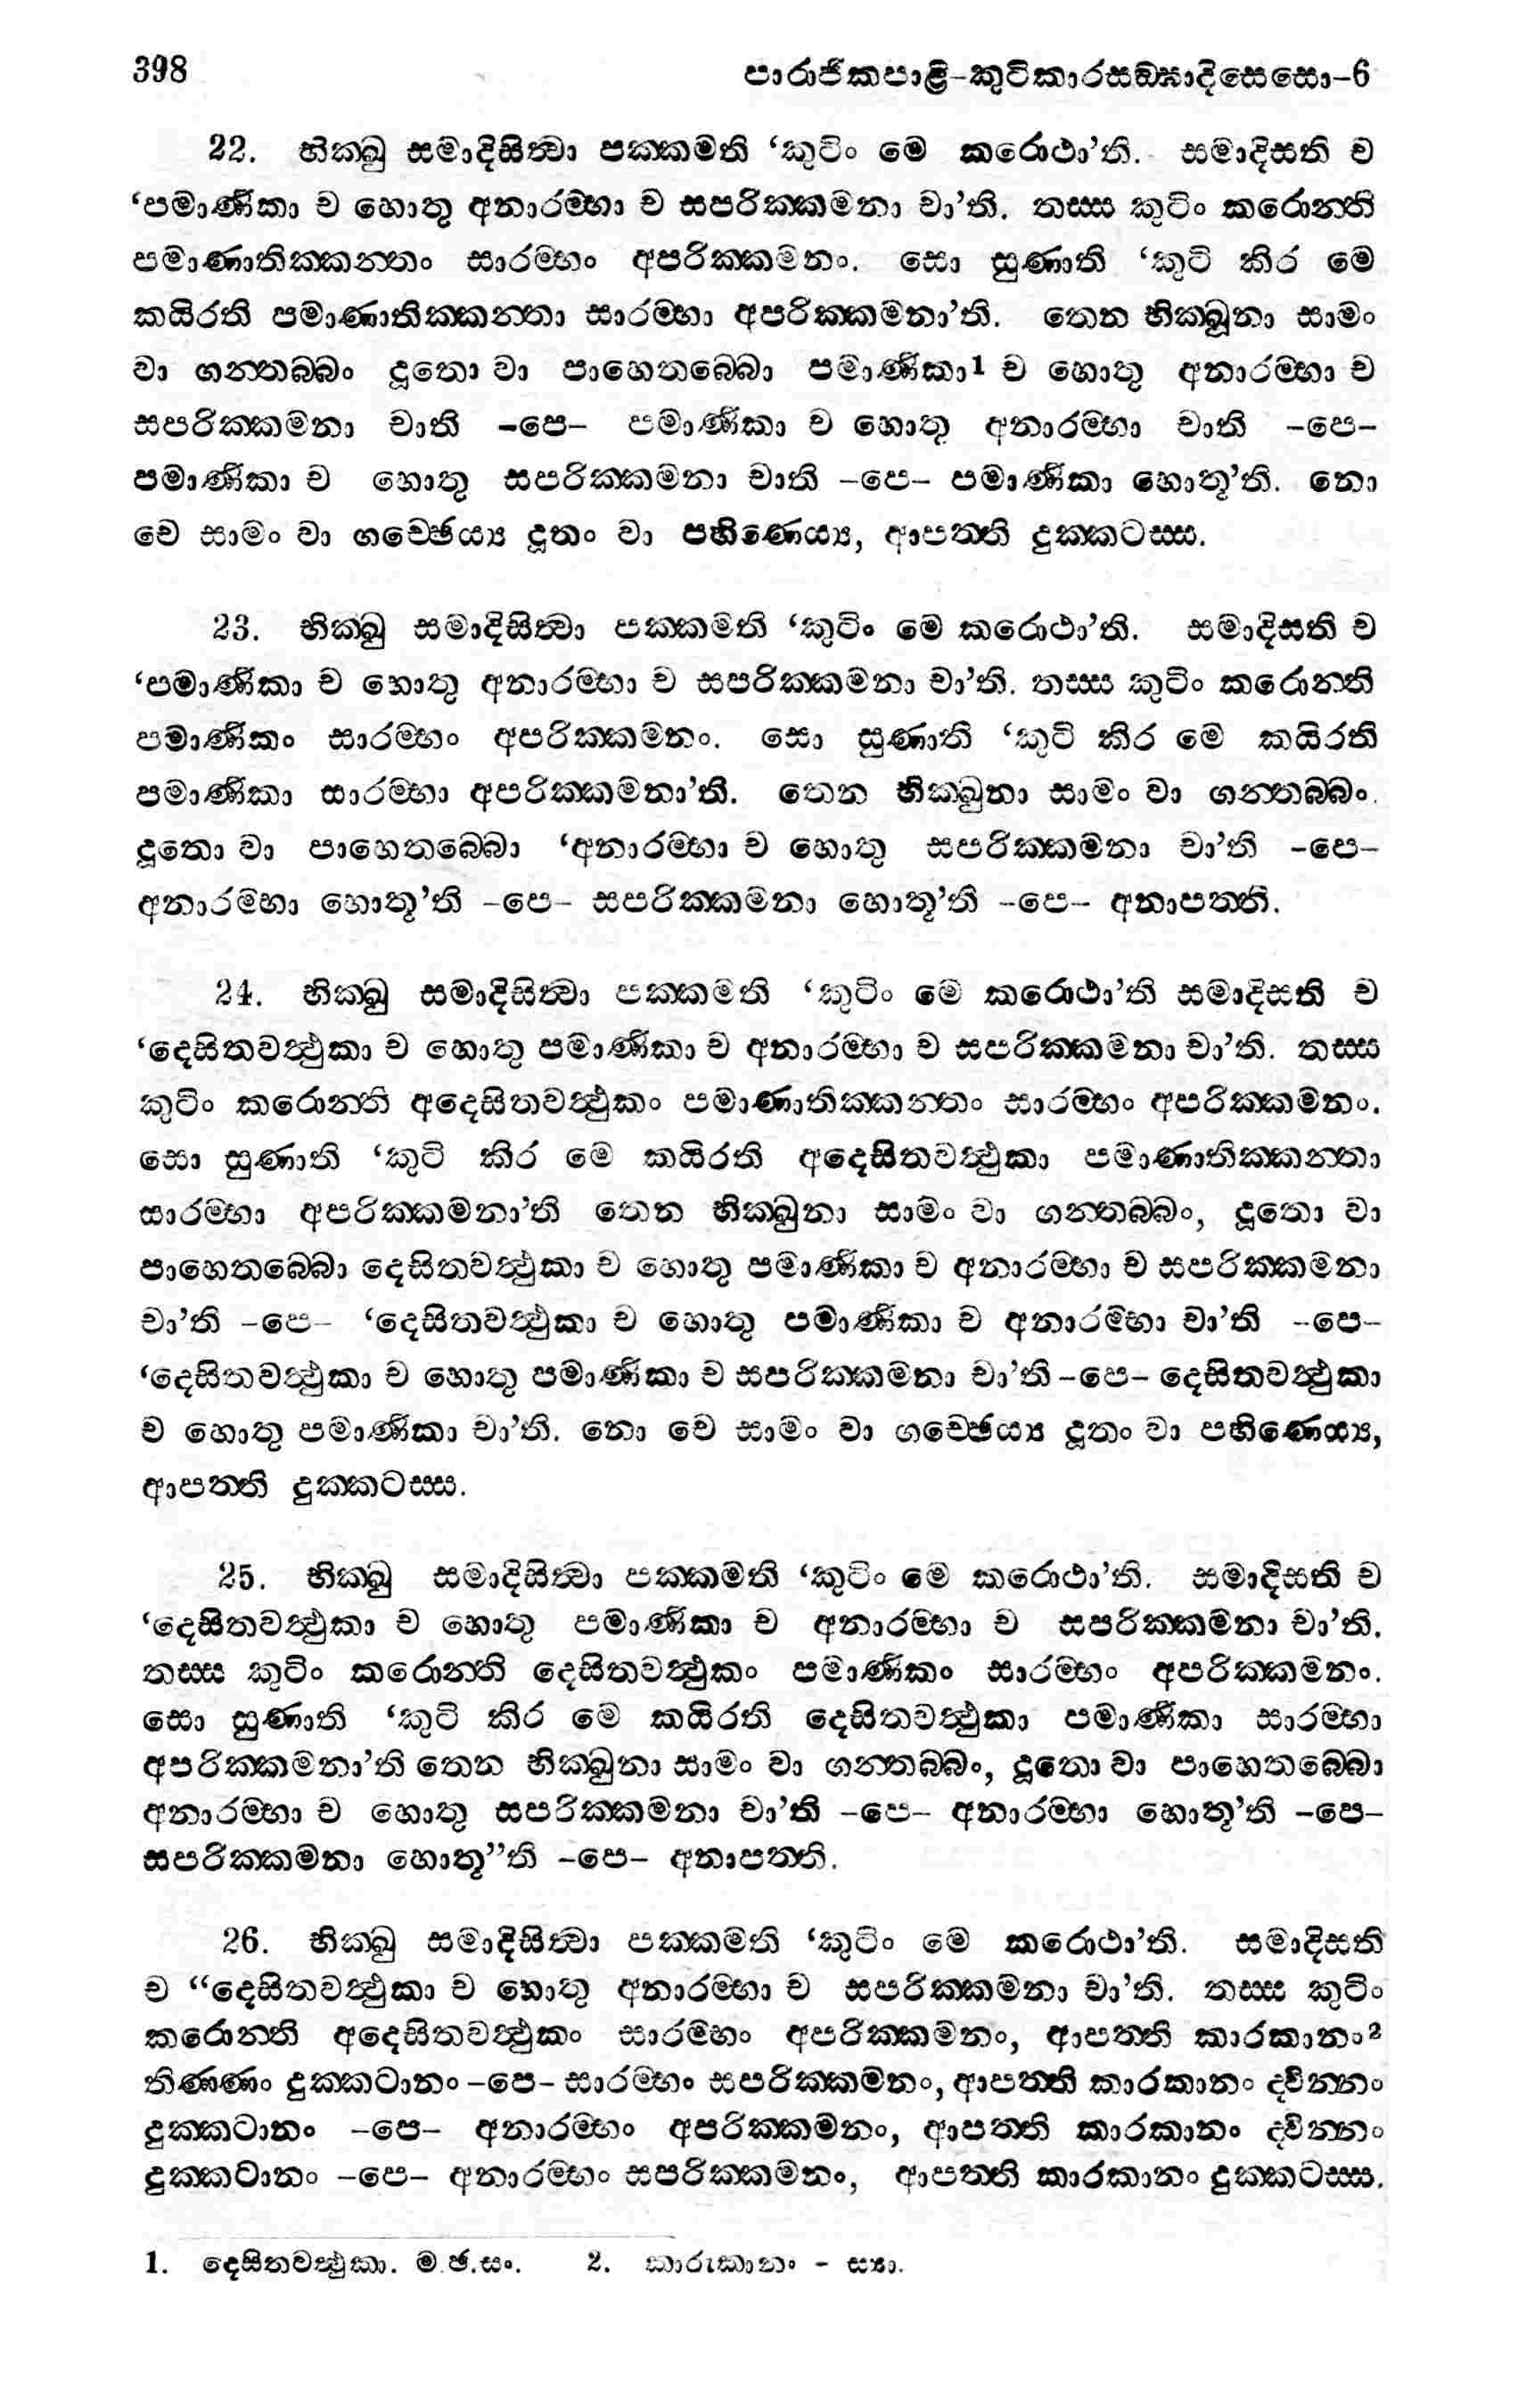 398 පාරාජිකපාළි-කුටිකාරසඞ්ඝාදිසෙසො-6
22. භික්ඛු සමාදිසිත්වා පක්කමති ‘කුටිං මෙ කරොථා’ති. සමාදිසති ච
‘පමාණිකා ච හොතු අනාරම්භා ච සපරික්කමනා චා’ති. තස්ස කුටිං කරොන්ති
පමාණාතික්කන්තං සාරම්භං අපරික්කමනං. සො සුණාති ‘කුටි කිර මෙ
කයිරති පමාණාතික්කන්තා සාරම්භා අපරික්කමනා’ති. තෙන භික්ඛූනා සාමං
වා ගන්තබ්බං දූතො වා පාහෙතබ්බො පමාණිකා1 ච හොතු අනාරම්භා ච
සපරික්කමනා චාති -පෙ- පමාණිකා ච හොතු අනාරම්භා චාති -පෙ-
පමාණිකා ච හොතු සපරික්කමනා චාති -පෙ- පමාණිකා හොතූ’ති. නො
චෙ සාමං වා ගච්ඡෙය්‍ය දූතං වා පහිණෙය්‍ය, ආපත්ති දුක්කටස්ස.
23. භික්ඛු සමාදිසිත්වා පක්කමති ‘කුටිං මෙ කරොථා’ති. සමාදිසති ච
‘පමාණිකා ච හොතු අනාරම්භා ච සපරික්කමනා චා’ති. තස්ස කුටිං කරොන්ති
පමාණිකං සාරම්භං අපරික්කමනං. සො සුණාති ‘කුටි කිර මෙ කයිරති
පමාණිකා සාරම්භා අපරික්කමනා’ති. තෙන භික්ඛුනා සාමං වා ගන්තබ්බං.
දූතො වා පාහෙතබ්බො ‘අනාරම්භා ච හොතු සපරික්කමනා චා’ති -පෙ-
අනාරම්භා හොතූ’ති -පෙ- සපරික්කමනා හොතූ’ති -පෙ- අනාපත්ති.
24. භික්ඛු සමාදිසිත්වා පක්කමති ‘කුටිං මෙ කරොථා’ති සමාදිසති ච
‘දෙසිතවත්ථුකා ච හොතු පමාණිකා ච අනාරම්භා ච සපරික්කමනා චා’ති. තස්ස
කුටිං කරොන්ති අදෙසිතවත්ථුකං පමාණාතික්කන්තං සාරම්භං අපරික්කමනං.
සො සුණාති ‘කුටි කිර මෙ කයිරති අදෙසිතවත්ථුකා පමාණාතික්කන්තා
සාරම්භා අපරික්කමනා’ති තෙන භික්ඛුනා සාමං වා ගන්තබ්බං, දූතො වා
පාහෙතබ්බො දෙසිතවත්ථුකා ච හොතු පමාණිකා ච අනාරම්භා ච සපරික්කමනා
චා’ති -පෙ- ‘දෙසිතවත්ථුකා ච හොතු පමාණිකා ච අනාරම්භා චා’ති -පෙ-
‘දෙසිතවත්ථුකා ච හොතු පමාණිකා ච සපරික්කමනා චා’ති -පෙ- දෙසිතවත්ථුකා
ච හොතු පමාණිකා චා’ති. නො චෙ සාමං වා ගච්ඡෙය්‍ය දූතං වා පහිණෙය්‍ය,
ආපත්ති දුක්කටස්ස.
25. භික්ඛු සමාදිසිත්වා පක්කමති ‘කුටිං මෙ කරොථා’ති. සමාදිසති ච
‘දෙසිතවත්ථුකා ච හොතු පමාණිකා ච අනාරම්භා ච සපරික්කමනා චා’ති.
තස්ස කුටිං කරොන්ති දෙසිතවත්ථුකං පමාණිකං සාරම්භං අපරික්කමනං.
සො සුණාති ‘කුටි කිර මෙ කයිරති දෙසිතවත්ථුකා පමාණිකා සාරම්භා
අපරික්කමනා’ති තෙන භික්ඛුනා සාමං වා ගන්තබ්බං, දූතො වා පාහෙතබ්බො
අනාරම්භා ච හොතු සපරික්කමනා චා’ති -පෙ- අනාරම්භා හොතූ’ති -පෙ-
සපරික්කමනා හොතූ”ති -පෙ- අනාපත්ති.
26. භික්ඛු සමාදිසිත්වා පක්කමති ‘කුටිං මෙ කරොථා’ති. සමාදිසති
ච “දෙසිතවත්ථුකා ච හොතු අනාරම්භා ච සපරික්කමනා චා’ති. තස්ස කුටිං
කරොන්ති අදෙසිතවත්ථුකං සාරම්භං අපරික්කමනං, ආපත්ති කාරකානං2
තිණ්ණං දුක්කටානං -පෙ- සාරම්භං සපරික්කමනං, ආපත්ති කාරකානං ද්වින්නං
දුක්කටානං -පෙ- අනාරම්භං අපරික්කමනං, ආපත්ති කාරකානං ද්වින්නං
දුක්කටානං -පෙ- අනාරම්භං සපරික්කමනං, ආපත්ති කාරකානං දුක්කටස්ස.
1. දෙසිතවත්ථුකා. ම.ඡ.සං. 2. කාරුකානං - ස්‍යා.